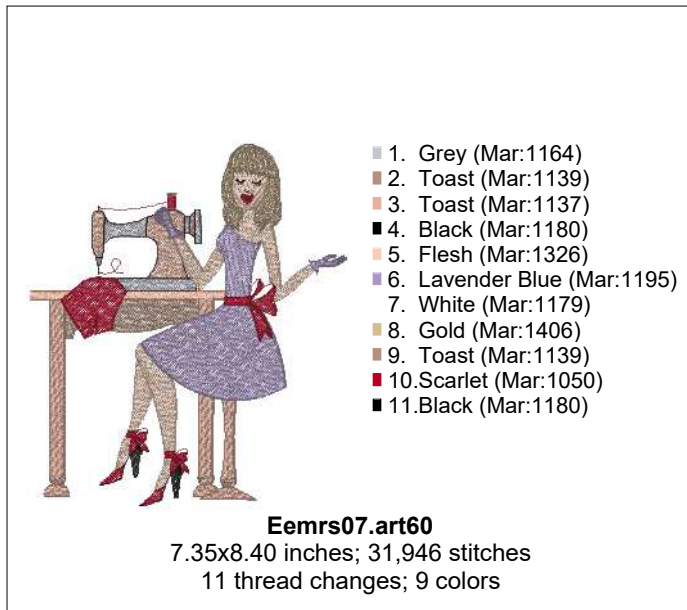 1. Grey (Mar:1164)
2. Toast (Mar:1139)
3. Toast (Mar:1137)
4. Black (Mar:1180)
5. Flesh (Mar:1326)
6. Lavender Blue (Mar:1195)
7. White (Mar:1179)
8. Gold (Mar:1406)
9. Toast (Mar:1139)
10.Scarlet (Mar:1050)
11.Black (Mar:1180)
Eemrs07.art60
7.35x8.40 inches; 31,946 stitches
11 thread changes; 9 colors